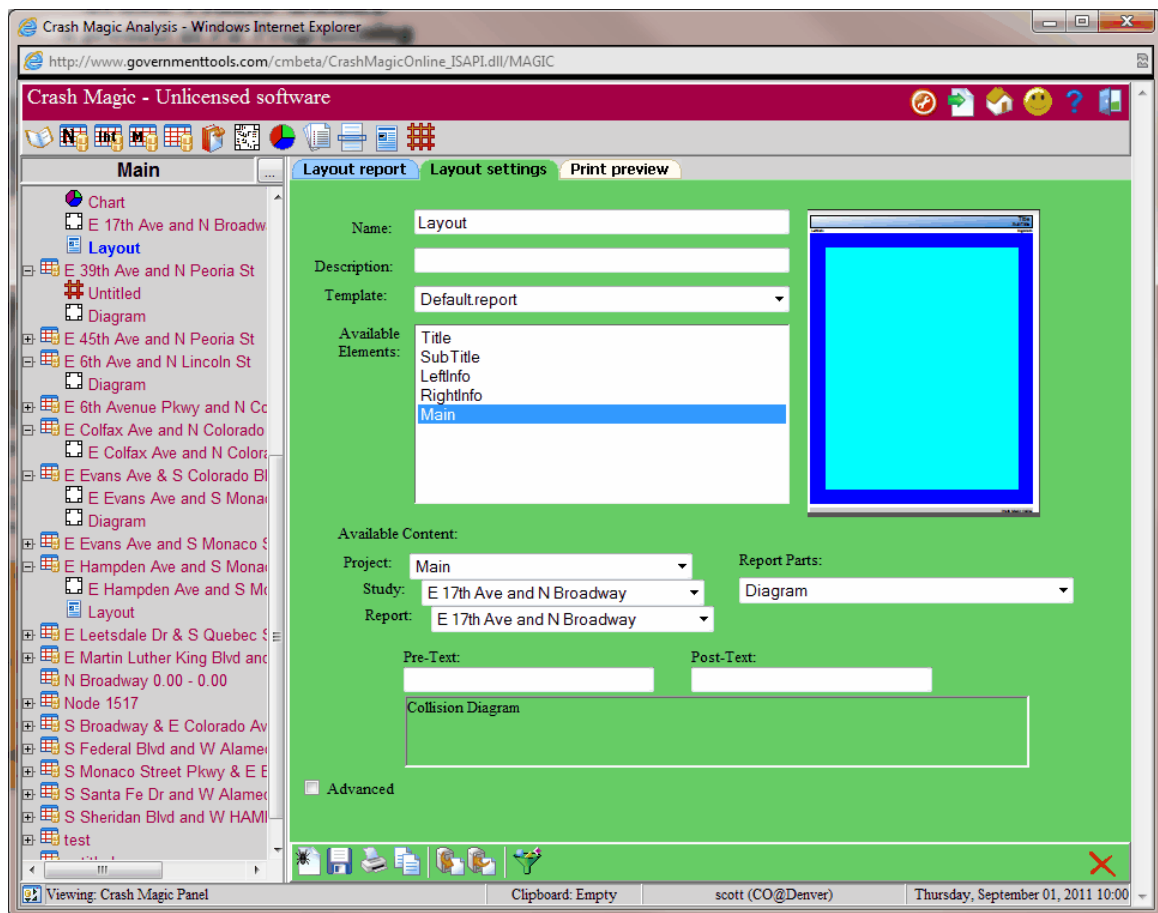 Crash Magic Analysis - Windows Internet Explorer
http://www.governmenttools.com/cmbeta/CrashMagicOnline_ISAPI.dll/MAGIC
Crash Magic - Unlicensed software
Main
...
Chart
E 17th Ave and N Broadw
Layout
E 39th Ave and N Peoria St
Untitled
Diagram
E 45th Ave and N Peoria St
E 6th Ave and N Lincoln St
Diagram
E 6th Avenue Pkwy and N Co
E Colfax Ave and N Colorado
E Colfax Ave and N Colora
E Evans Ave & S Colorado Bl
E Evans Ave and S Mona
Diagram
E Evans Ave and S Monaco S
E Hampden Ave and S Mona
E Hampden Ave and S Mo
Layout
E Leetsdale Dr & S Quebec S
E Martin Luther King Blvd and
N Broadway 0.00 - 0.00
Node 1517
S Broadway & E Colorado Av
S Federal Blvd and W Alame
S Monaco Street Pkwy & E E
S Santa Fe Dr and W Alamed
S Sheridan Blvd and W HAM
test
Layout report Layout settings Print preview
Name: Layout
Description:
Template: Default.report
Available Elements:
Title
SubTitle
LeftInfo
RightInfo
Main
Title
SubTitle
Available Content:
Project: Main
Study: E 17th Ave and N Broadway
Report: E 17th Ave and N Broadway
Report Parts:
Diagram
Pre-Text: Post-Text:
Collision Diagram
Advanced
Viewing: Crash Magic Panel Clipboard: Empty scott (CO@Denver) Thursday, September 01, 2011 10:00